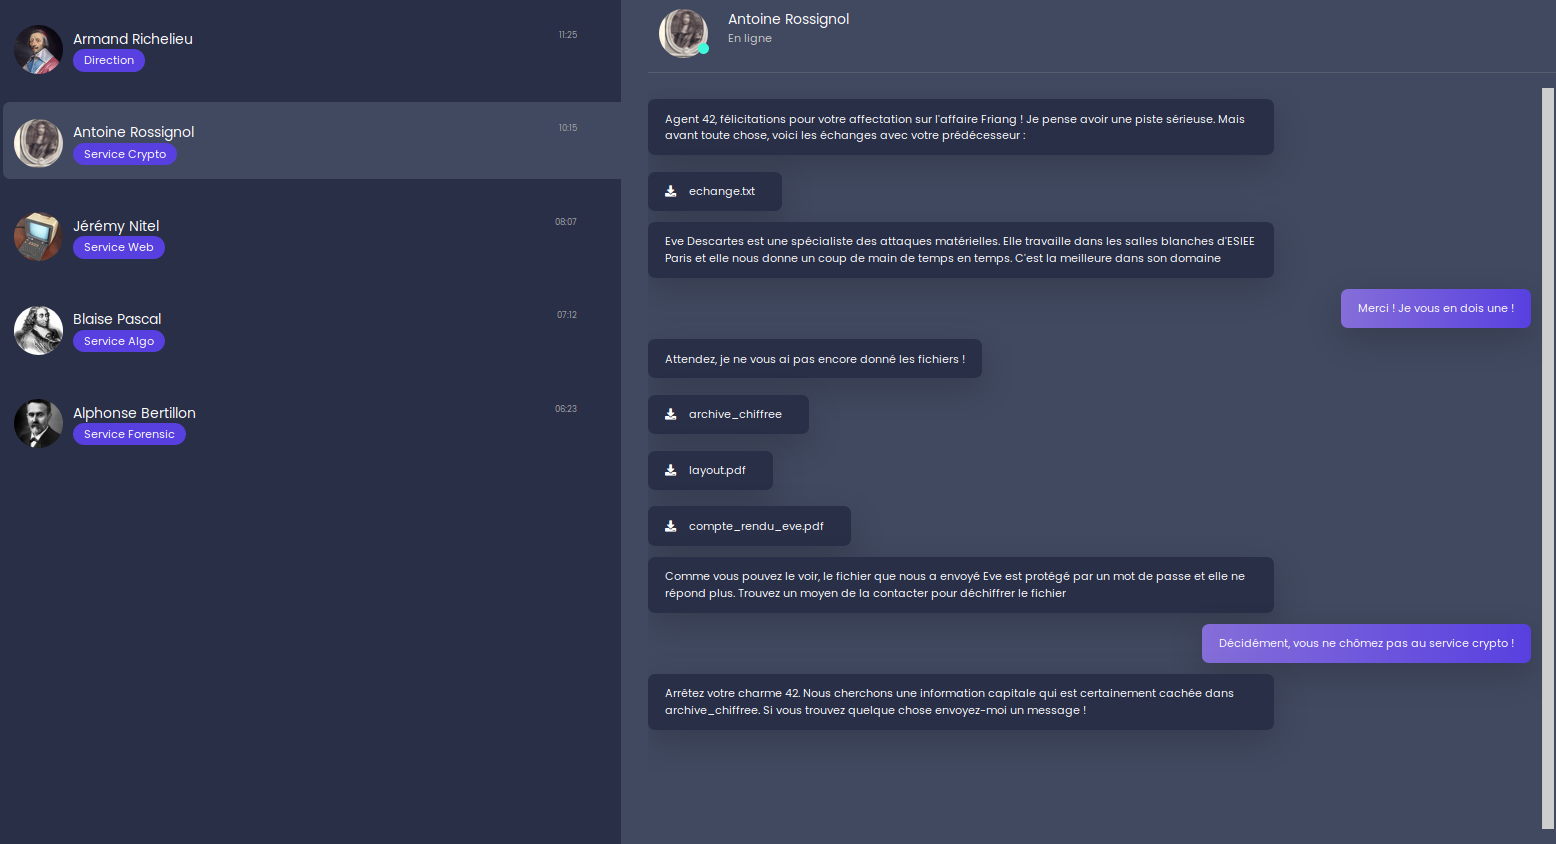 Armand Richelieu
11:25
Direction
Antoine Rossignol
10:15
Service Crypto
Jérémy Nitel
08:07
Service Web
Blaise Pascal
07:12
Service Algo
Alphonse Bertillon
06:23
Service Forensic
Antoine Rossignol
En ligne
Agent 42, félicitations pour votre affectation sur l'affaire Friang ! Je pense avoir une piste sérieuse. Mais
avant toute chose, voici les échanges avec votre prédécesseur :
echange.txt
Eve Descartes est une spécialiste des attaques matérielles. Elle travaille dans les salles blanches d'ESIEE
Paris et elle nous donne un coup de main de temps en temps. C'est la meilleure dans son domaine
Merci ! Je vous en dois une !
Attendez, je ne vous ai pas encore donné les fichiers !
archive_chiffree
layout.pdf
compte_rendu_eve.pdf
Comme vous pouvez le voir, le fichier que nous a envoyé Eve est protégé par un mot de passe et elle ne
répond plus. Trouvez un moyen de la contacter pour déchiffrer le fichier
Décidément, vous ne chômez pas au service crypto !
Arrêtez votre charme 42. Nous cherchons une information capitale qui est certainement cachée dans
archive_chiffree. Si vous trouvez quelque chose envoyez-moi un message !